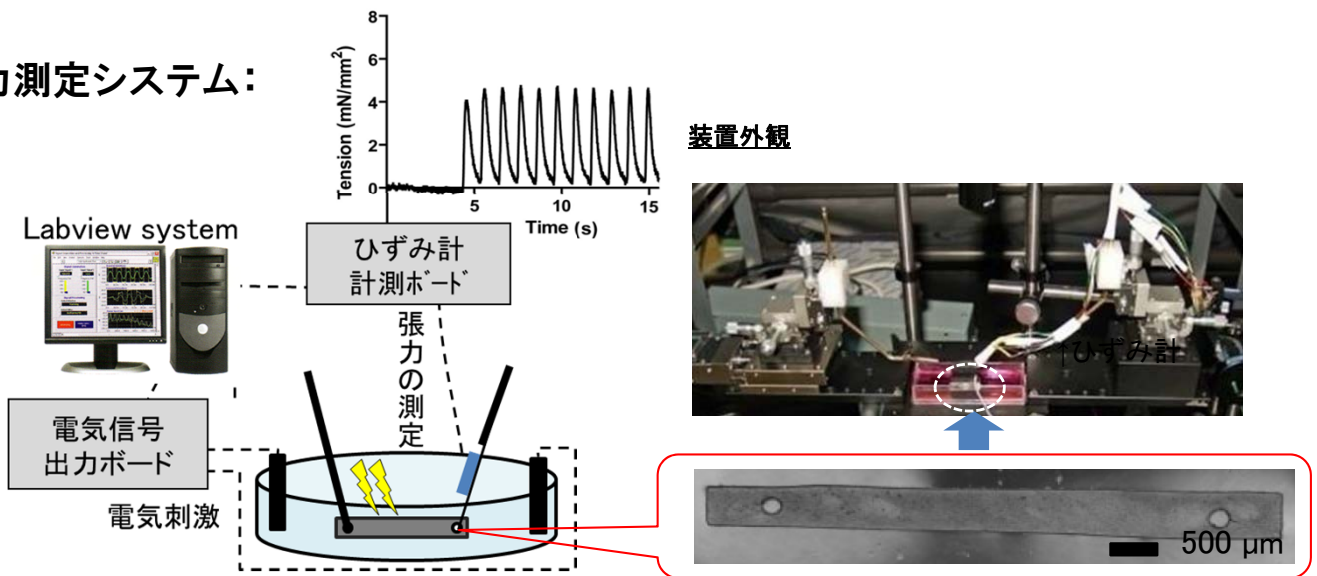 力測定システム：
8
6
4
2
0
Tension (mN/mm²)
5
10
15
Time (s)
装置外観
Labview system
ひずみ計
計測ﾎﾞｰﾄﾞ
張力の測定
↑ひずみ計
電気信号
出力ボード
電気刺激
500 μm